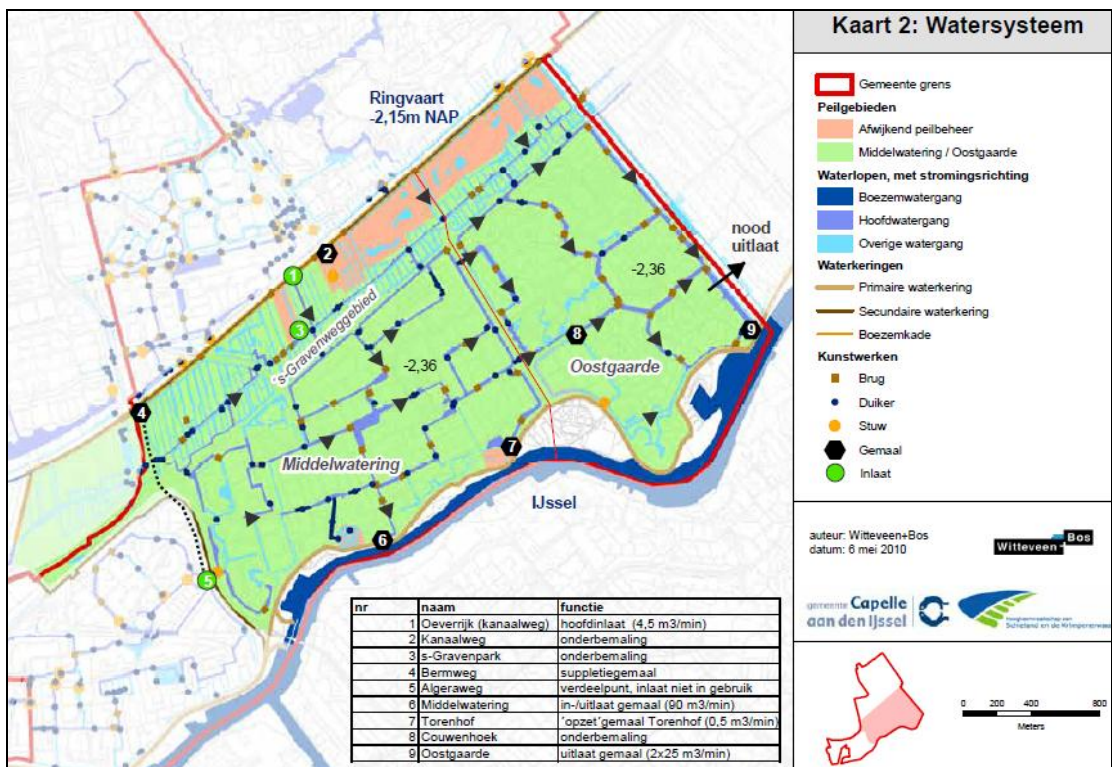 Kaart 2: Watersysteem
Ringvaart
-2,15m NAP
2
1
3
's-Gravenweggebied
-2,36
4
Middelwatering
5
6
7
IJssel
8
Oostgaarde
-2,36
nood
uitlaat
9
Gemeente grens
Peilgebieden
Afwijkend peilbeheer
Middelwatering / Oostgaarde
Waterlopen, met stromingsrichting
Boezemwatergang
Hoofdwatergang
Overige watergang
Waterkeringen
Primaire waterkering
Secundaire waterkering
Boezemkade
Kunstwerken
Brug
Duiker
Stuw
Gemaal
Inlaat
auteur: Witteveen+Bos
datum: 6 mei 2010
Witteveen+Bos
gemeente Capelle
aan den IJssel
Schieland en de Krimpenerwaard
0 200 400 800
Meters
nr naam functie
1 Oeverrijk (kanaalweg) hoofdinlaat (4,5 m3/min)
2 Kanaalweg onderbemaling
3 s-Gravenpark onderbemaling
4 Bermweg suppletiegemaal
5 Algeraweg verdeelpunt, inlaat niet in gebruik
6 Middelwatering in-/uitlaat gemaal (90 m3/min)
7 Torenhof 'opzet'gemaal Torenhof (0,5 m3/min)
8 Couwenhoek onderbemaling
9 Oostgaarde uitlaat gemaal (2x25 m3/min)